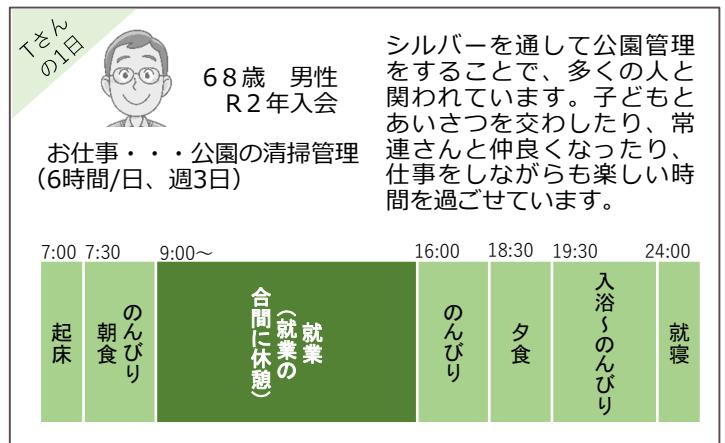 Tさん
の1日
68歳　男性
R2年入会
お仕事・・・公園の清掃管理
（6時間/日、週3日）
シルバーを通して公園管理
をすることで、多くの人と
関われています。子どもと
あいさつを交わしたり、常
連さんと仲良くなったり、
仕事をしながらも楽しい時
間を過ごせています。
7:00 7:30 9:00～ 16:00 18:30 19:30 24:00
起床
のんびり
朝食
就業
（就業の
合間に休憩）
のんびり
夕食
入浴～のんびり
就寝